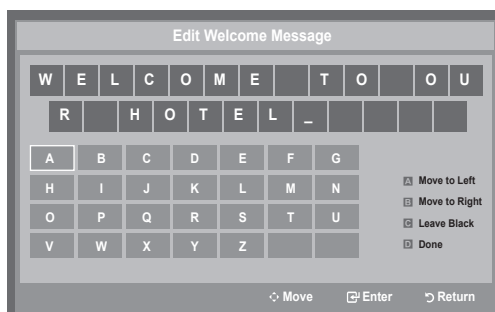 Edit Welcome Message
W E L C O M E   T O   O U
R   H O T E L _
A B C D E F G
H I J K L M N
O P Q R S T U
V W X Y Z
A Move to Left
B Move to Right
C Leave Black
D Done
Move Enter Return